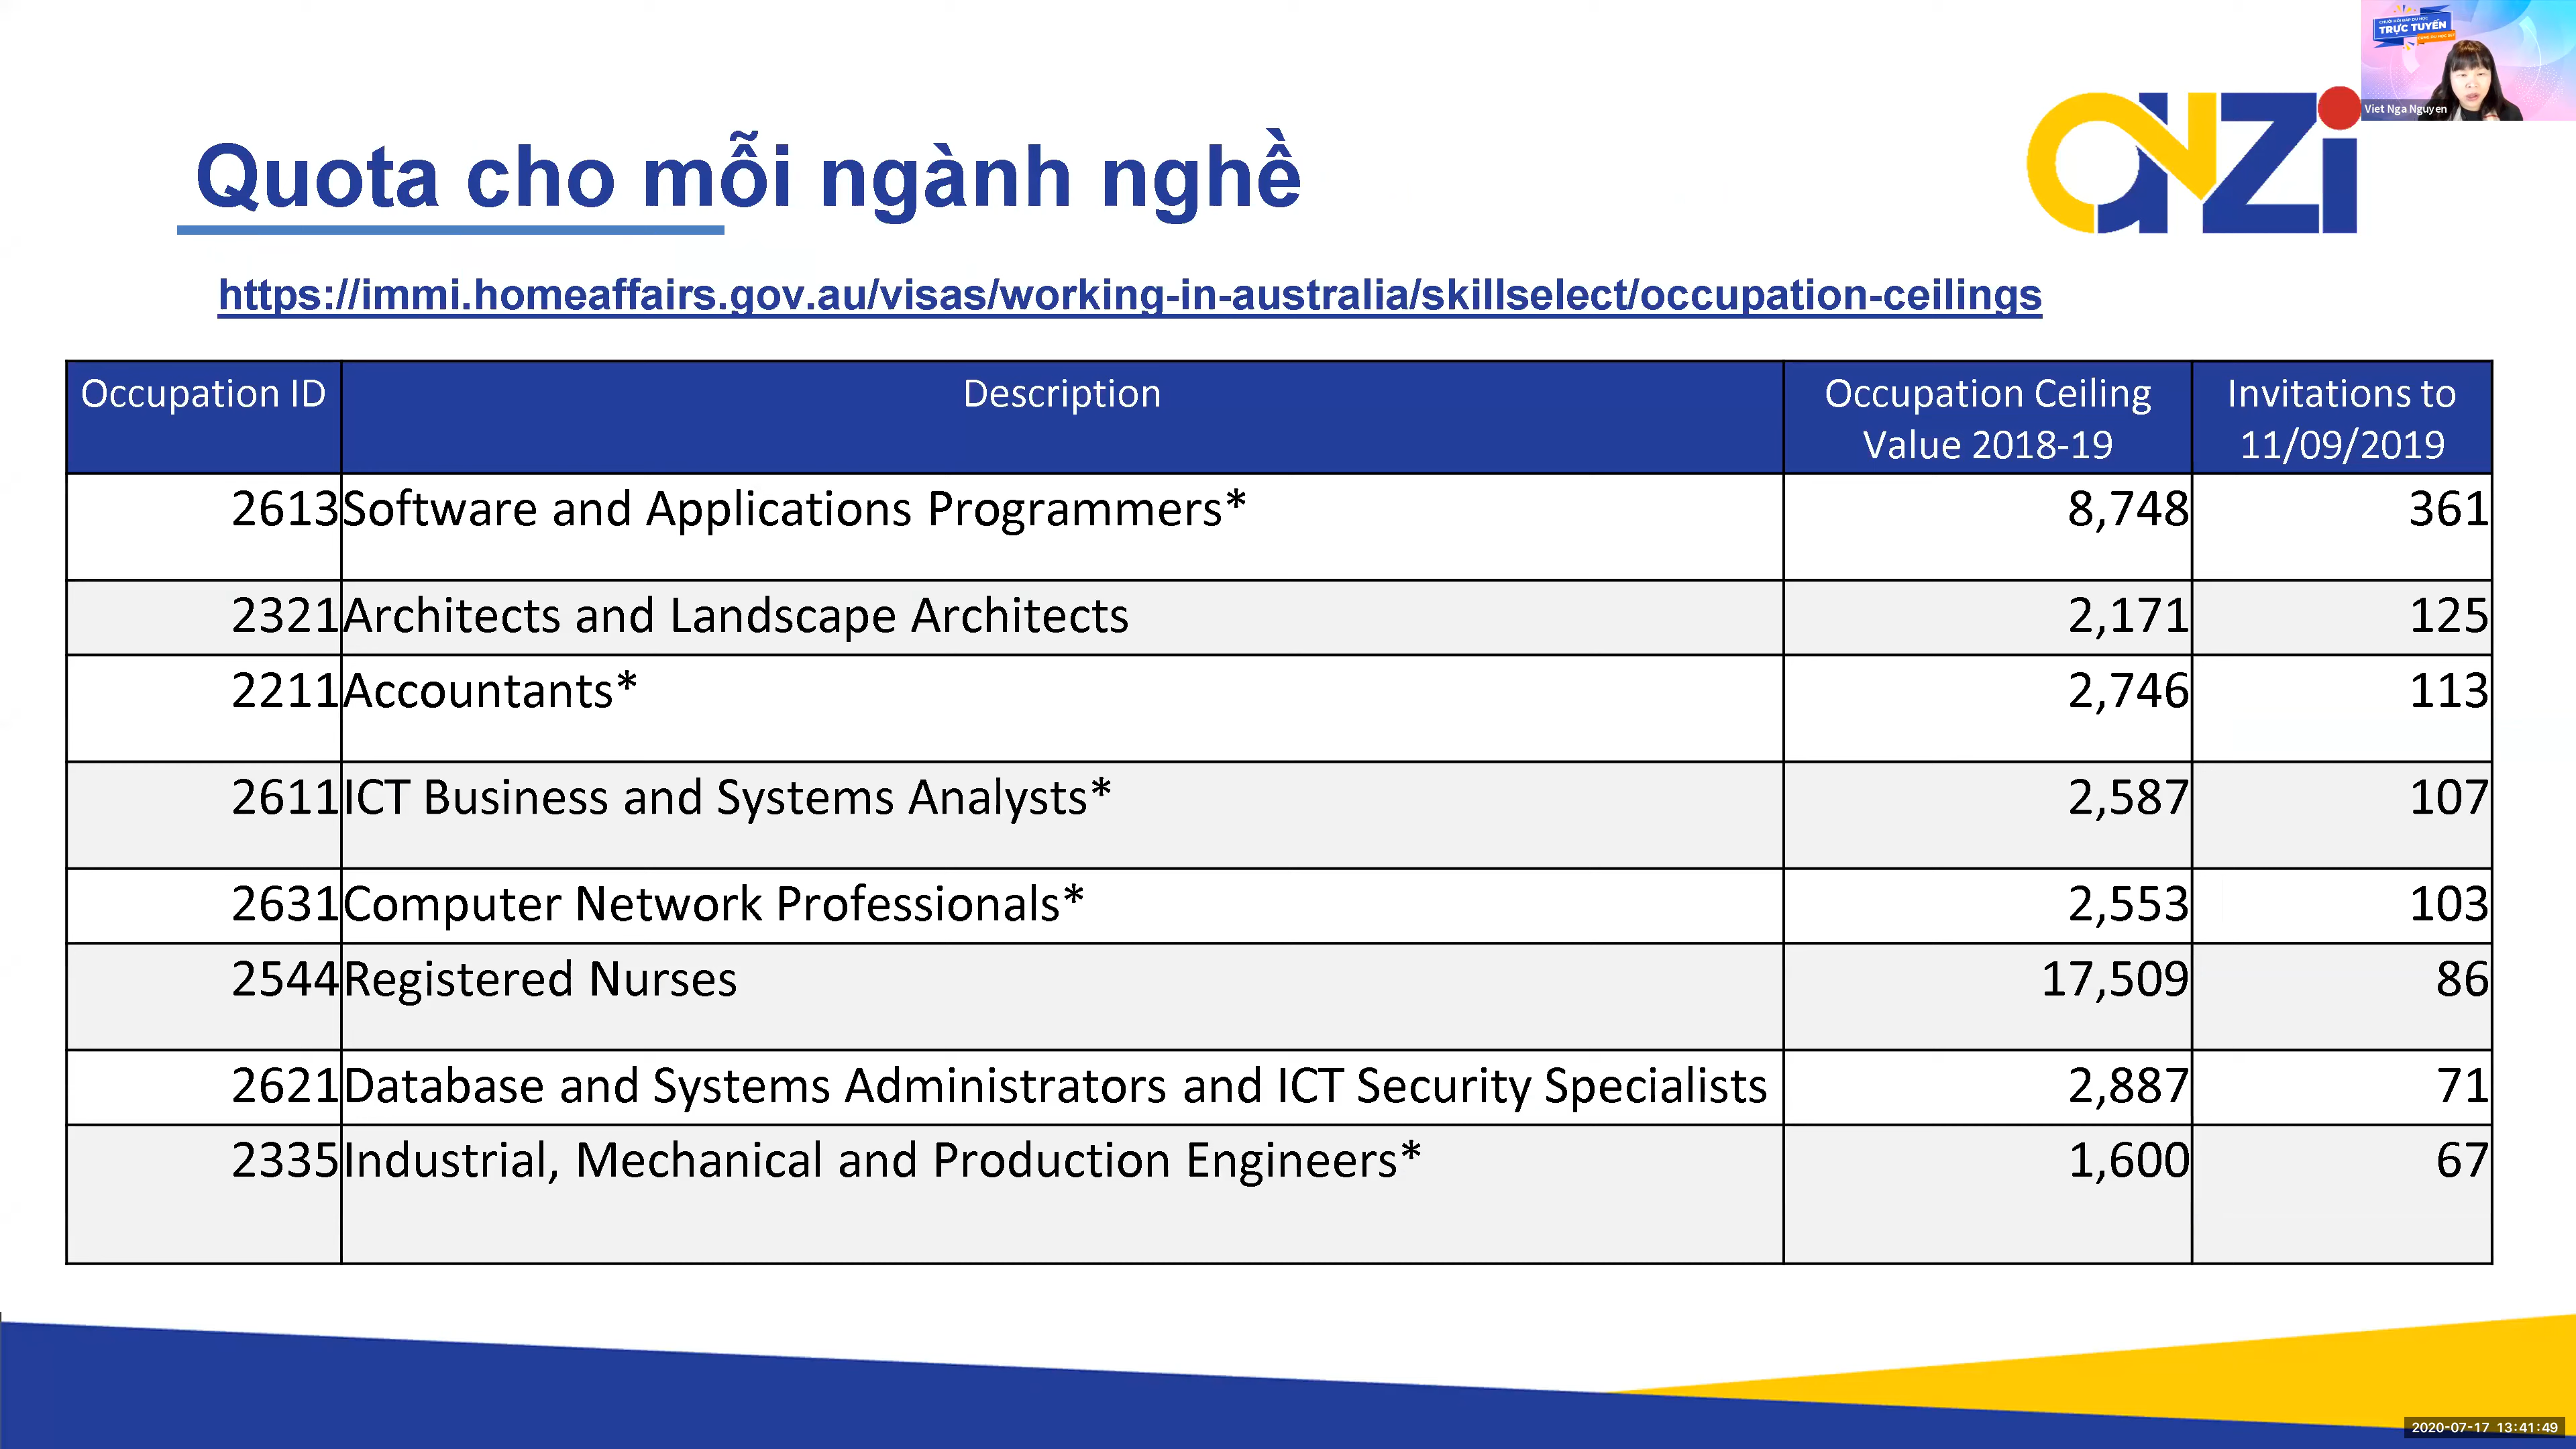 TRỰC TUYẾN
Viet Nga Nguyen
anzi
Quota cho mỗi ngành nghề
https://immi.homeaffairs.gov.au/visas/working-in-australia/skillselect/occupation-ceilings
Occupation ID Description Occupation Ceiling Value 2018-19 Invitations to 11/09/2019
2613 Software and Applications Programmers* 8,748 361
2321 Architects and Landscape Architects 2,171 125
2211 Accountants* 2,746 113
2611 ICT Business and Systems Analysts* 2,587 107
2631 Computer Network Professionals* 2,553 103
2544 Registered Nurses 17,509 86
2621 Database and Systems Administrators and ICT Security Specialists 2,887 71
2335 Industrial, Mechanical and Production Engineers* 1,600 67
2020-07-17 13:41:49